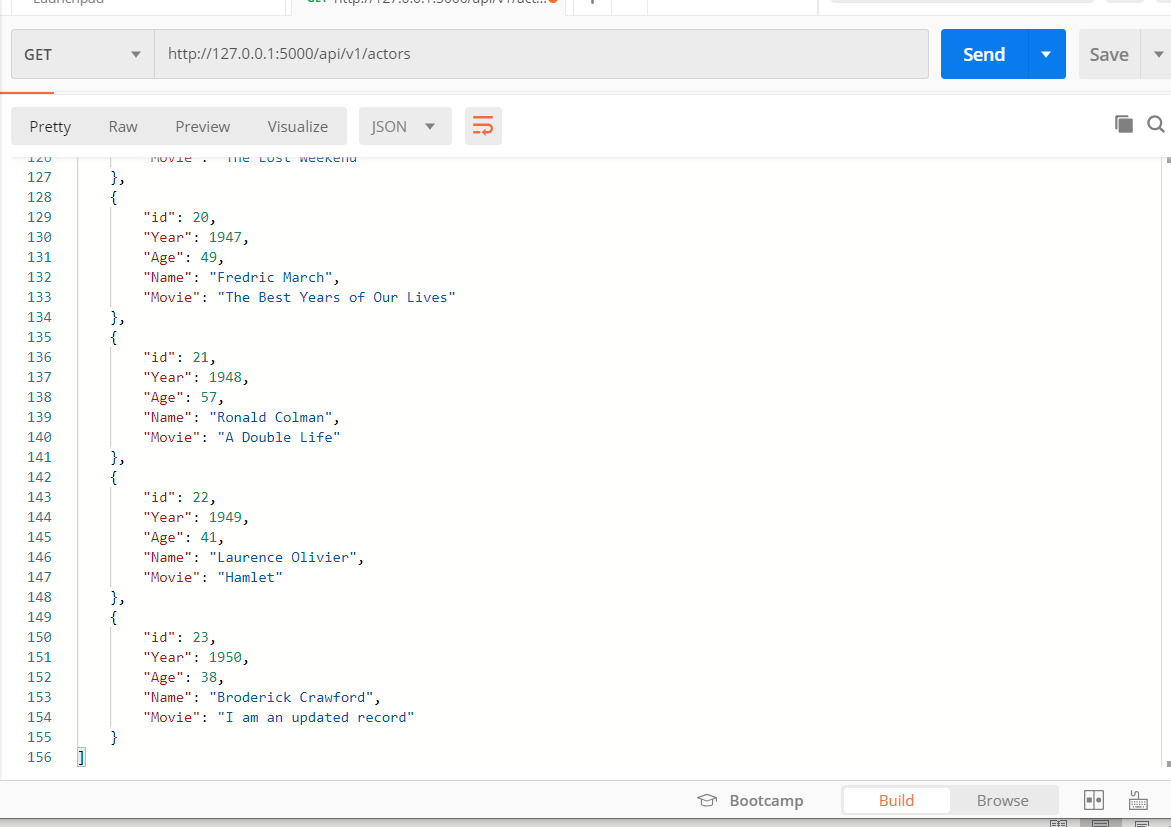 Launchpad
GET http://127.0.0.1:5000/api/v1/act...
GET
http://127.0.0.1:5000/api/v1/actors
Send
Save
Pretty
Raw
Preview
Visualize
JSON
126 "Movie": "The Lost Weekend"
127 },
128 {
129 "id": 20,
130 "Year": 1947,
131 "Age": 49,
132 "Name": "Fredric March",
133 "Movie": "The Best Years of Our Lives"
134 },
135 {
136 "id": 21,
137 "Year": 1948,
138 "Age": 57,
139 "Name": "Ronald Colman",
140 "Movie": "A Double Life"
141 },
142 {
143 "id": 22,
144 "Year": 1949,
145 "Age": 41,
146 "Name": "Laurence Olivier",
147 "Movie": "Hamlet"
148 },
149 {
150 "id": 23,
151 "Year": 1950,
152 "Age": 38,
153 "Name": "Broderick Crawford",
154 "Movie": "I am an updated record"
155 }
156 ]
Bootcamp
Build
Browse